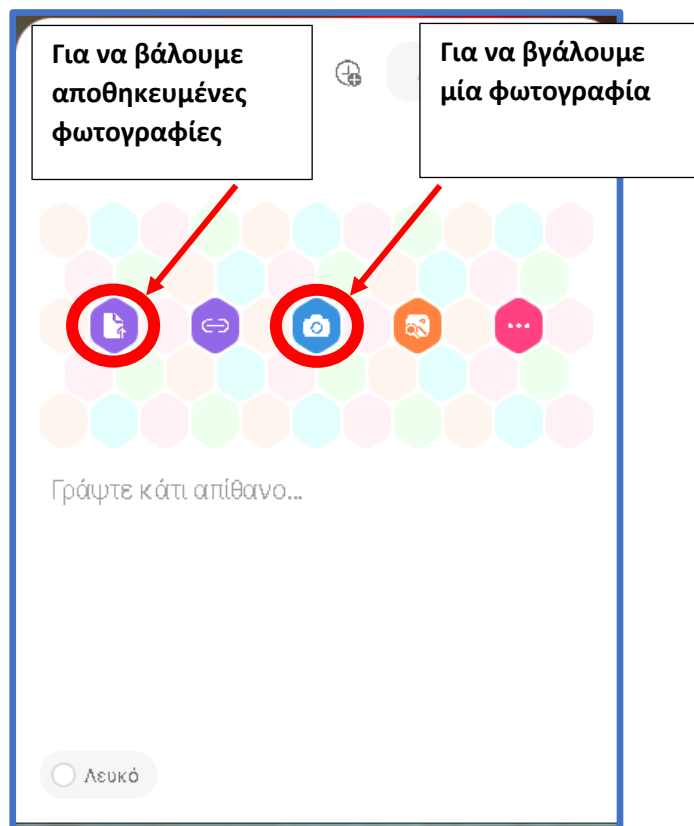 Για να βάλουμε
αποθηκευμένες
φωτογραφίες
Για να βγάλουμε
μία φωτογραφία
Γράψτε κάτι απίθανο...
Λευκό